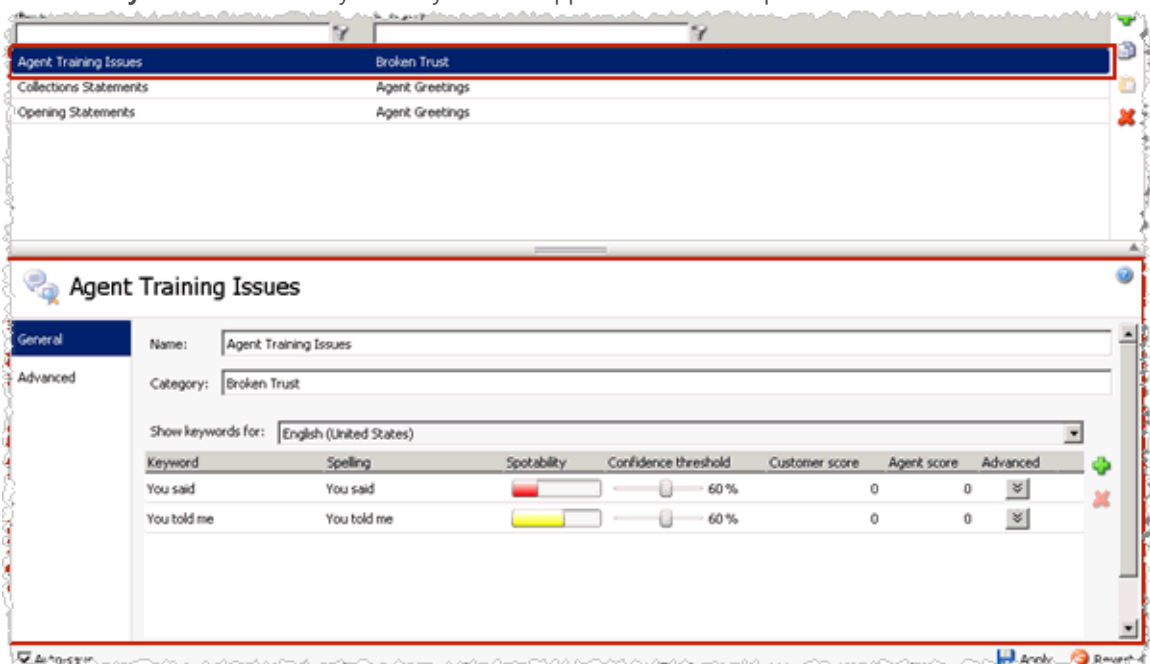 Agent Training Issues Broken Trust
Collections Statements Agent Greetings
Opening Statements Agent Greetings
Agent Training Issues
General
Name: Agent Training Issues
Advanced
Category: Broken Trust
Show keywords for: English (United States)
Keyword Spelling Spotability Confidence threshold Customer score Agent score Advanced
You said You said 60 % 0 0
You told me You told me 60 % 0 0
Apply